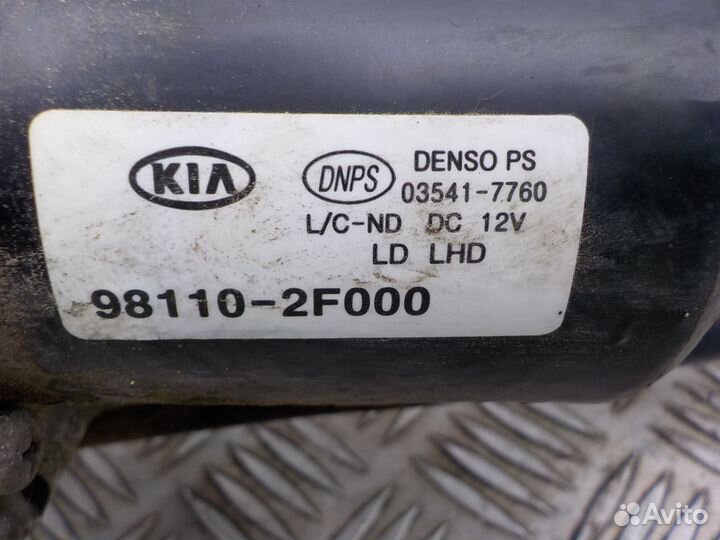 KIA
DNPS
DENSO PS
03541-7760
L/C-ND DC 12V
LD LHD
98110-2F000
Avito